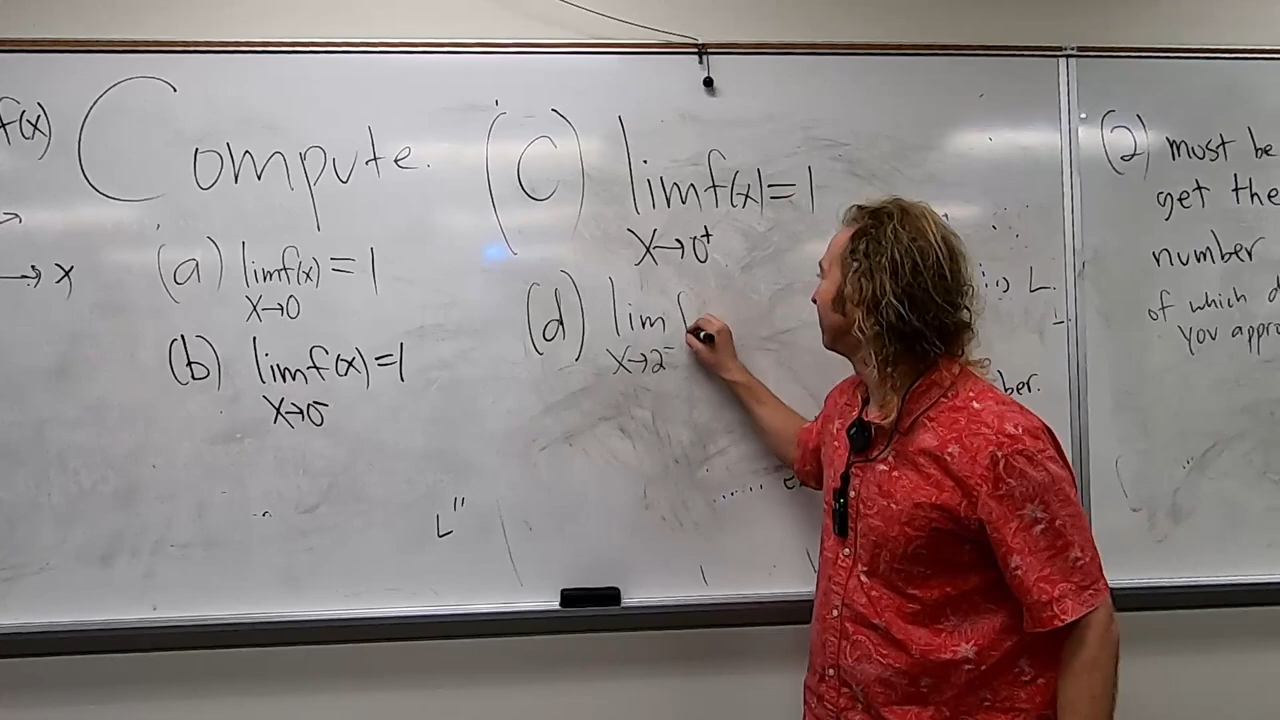 f(x)
→
→ x
Compute.
(a) lim f(x) = 1
x→0
(b) lim f(x) = 1
x→0⁻
L"
(C) lim f(x) = 1
x→0⁺
(d) lim f
x→2⁻
L.
ber.
(2) must be
get the
number
of which d
you appro